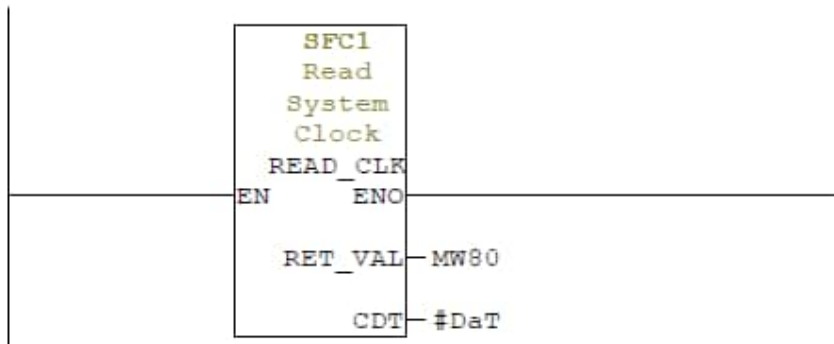 SFC1
Read
System
Clock
READ_CLK
EN ENO
RET_VAL MW80
CDT #DaT